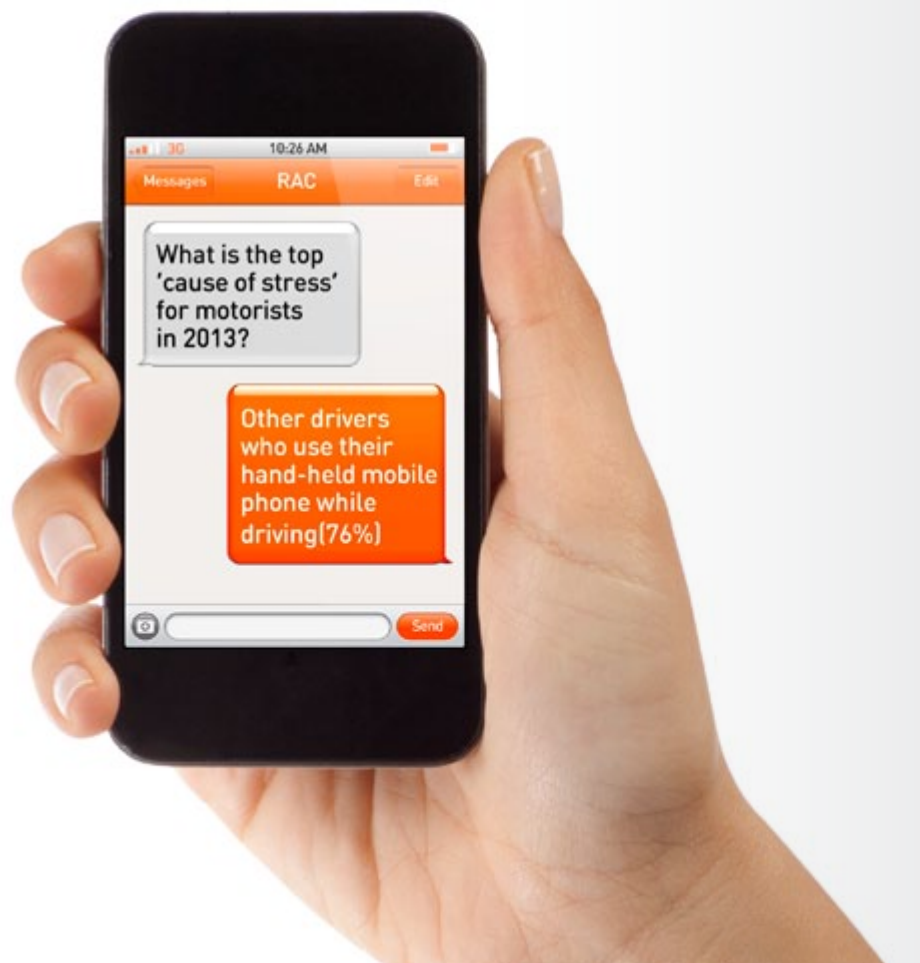 3G 10:26 AM
Messages RAC Edit
What is the top
'cause of stress'
for motorists
in 2013?
Other drivers
who use their
hand-held mobile
phone while
driving(76%)
Send